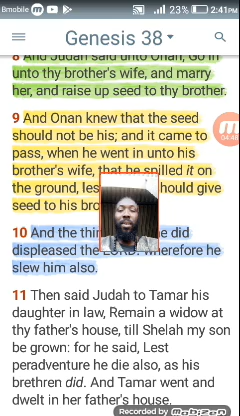 Bmobile 4G 23% 2:41PM
Genesis 38
8 And Judah said unto Onan, Go in
unto thy brother's wife, and marry
her, and raise up seed to thy brother.
9 And Onan knew that the seed
should not be his; and it came to
pass, when he went in unto his
brother's wife, that he spilled it on
the ground, les hould give
seed to his bro
04:48
10 And the thin e did
displeased the LORD: wherefore he
slew him also.
11 Then said Judah to Tamar his
daughter in law, Remain a widow at
thy father's house, till Shelah my son
be grown: for he said, Lest
peradventure he die also, as his
brethren did. And Tamar went and
dwelt in her father's house.
Recorded by Mobizen